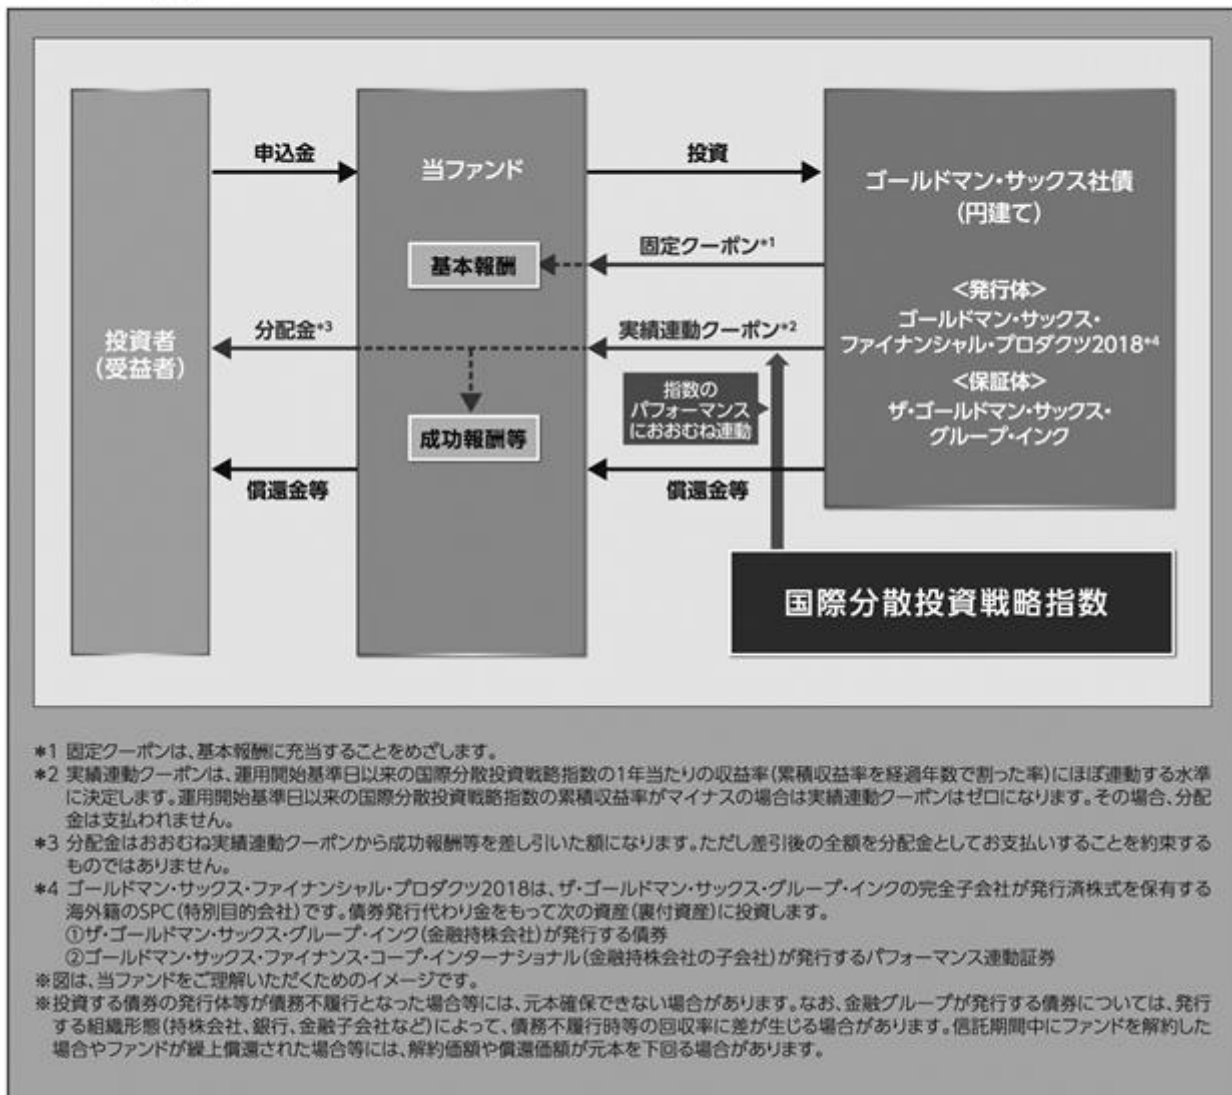 申込金
当ファンド
投資
ゴールドマン・サックス社債
(円建て)
固定クーポン*1
基本報酬
<発行体>
ゴールドマン・サックス・
ファイナンシャル・プロダクツ2018*4
分配金*3
実績連動クーポン*2
投資者
(受益者)
<保証体>
ザ・ゴールドマン・サックス・
グループ・インク
指数の
パフォーマンス
におおむね連動
成功報酬等
償還金等
償還金等
国際分散投資戦略指数
*1 固定クーポンは、基本報酬に充当することをめざします。
*2 実績連動クーポンは、運用開始基準日以来の国際分散投資戦略指数の1年当たりの収益率(累積収益率を経過年数で割った率)にほぼ連動する水準
に決定します。運用開始基準日以来の国際分散投資戦略指数の累積収益率がマイナスの場合は実績連動クーポンはゼロになります。その場合、分配
金は支払われません。
*3 分配金はおおむね実績連動クーポンから成功報酬等を差し引いた額になります。ただし差引後の全額を分配金としてお支払いすることを約束する
ものではありません。
*4 ゴールドマン・サックス・ファイナンシャル・プロダクツ2018は、ザ・ゴールドマン・サックス・グループ・インクの完全子会社が発行済株式を保有する
海外籍のSPC(特別目的会社)です。債券発行代わり金をもって次の資産(裏付資産)に投資します。
①ザ・ゴールドマン・サックス・グループ・インク(金融持株会社)が発行する債券
②ゴールドマン・サックス・ファイナンス・コープ・インターナショナル(金融持株会社の子会社)が発行するパフォーマンス連動証券
※図は、当ファンドをご理解いただくためのイメージです。
※投資する債券の発行体等が債務不履行となった場合等には、元本確保できない場合があります。なお、金融グループが発行する債券については、発行
する組織形態(持株会社、銀行、金融子会社など)によって、債務不履行時等の回収率に差が生じる場合があります。信託期間中にファンドを解約した
場合やファンドが繰上償還された場合等には、解約価額や償還価額が元本を下回る場合があります。